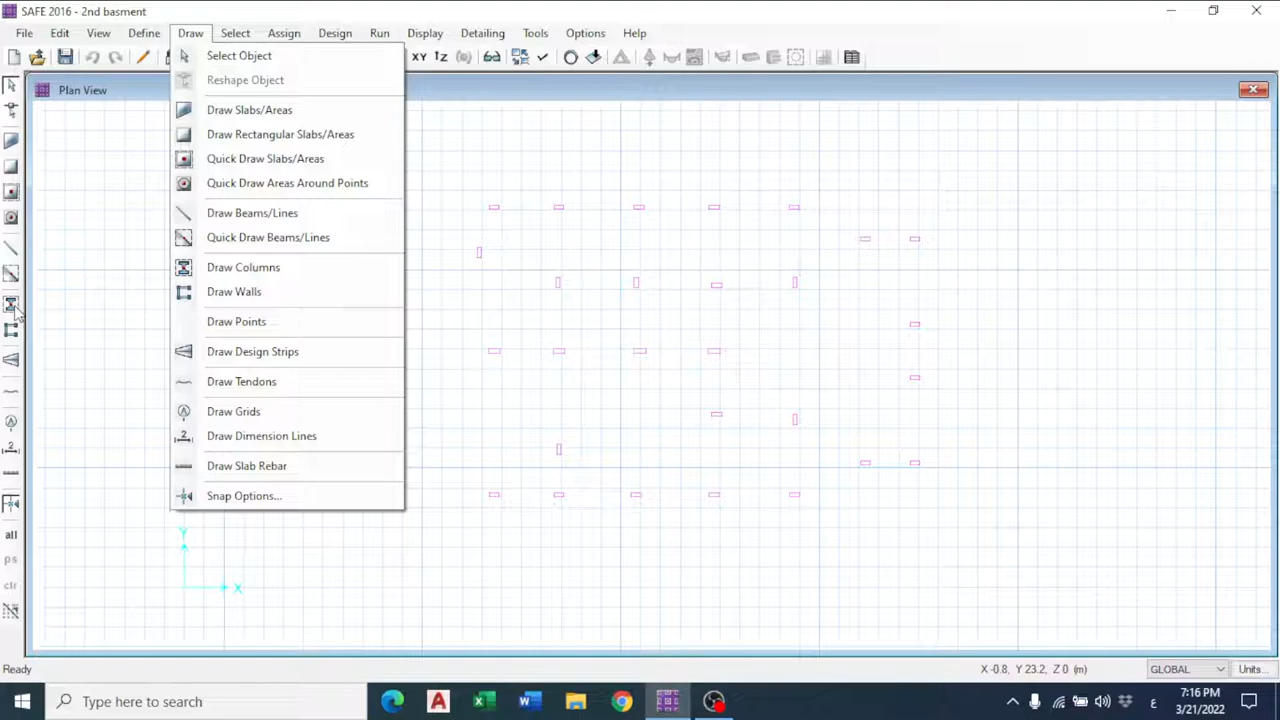 SAFE 2016 - 2nd basment
File Edit View Define Draw Select Assign Design Run Display Detailing Tools Options Help
XY
Plan View
Select Object
Reshape Object
Draw Slabs/Areas
Draw Rectangular Slabs/Areas
Quick Draw Slabs/Areas
Quick Draw Areas Around Points
Draw Beams/Lines
Quick Draw Beams/Lines
Draw Columns
Draw Walls
Draw Points
Draw Design Strips
Draw Tendons
Draw Grids
Draw Dimension Lines
Draw Slab Rebar
Snap Options...
all
ps
clr
Y
X
Ready
X -0.8, Y 23.2, Z 0 (m)
GLOBAL
Units...
Type here to search
ع
7:16 PM
3/21/2022